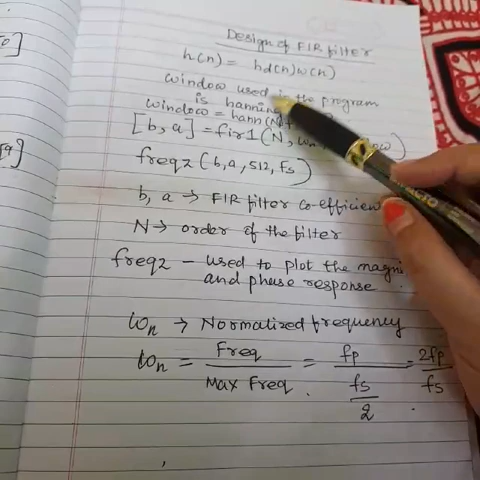 Design of FIR filter
h(n) = hd(n)w(n)
window used in the program
is hanning
window = hann(N+
[b, a] = fir1(N, w
freqz(b, a, 512, fs)
b, a → FIR filter co-efficien
N → order of the filter
freqz - used to plot the magni
and phase response
ωn → Normalized frequency
ωn = Freq / Max Freq = fp / (fs / 2) = 2fp / fs